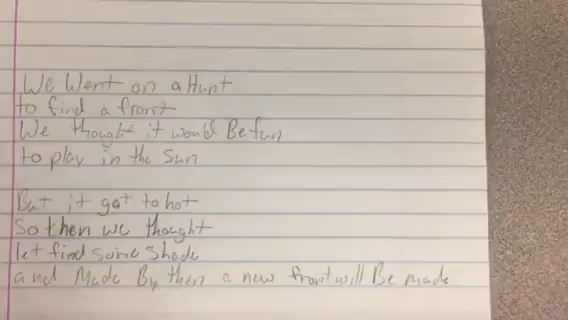 We Went on a Hunt
to find a front
We thought it would Be fun
to play in the Sun
But it got to hot
So then we thought
let find some Shade
and Made By then a new front will Be made